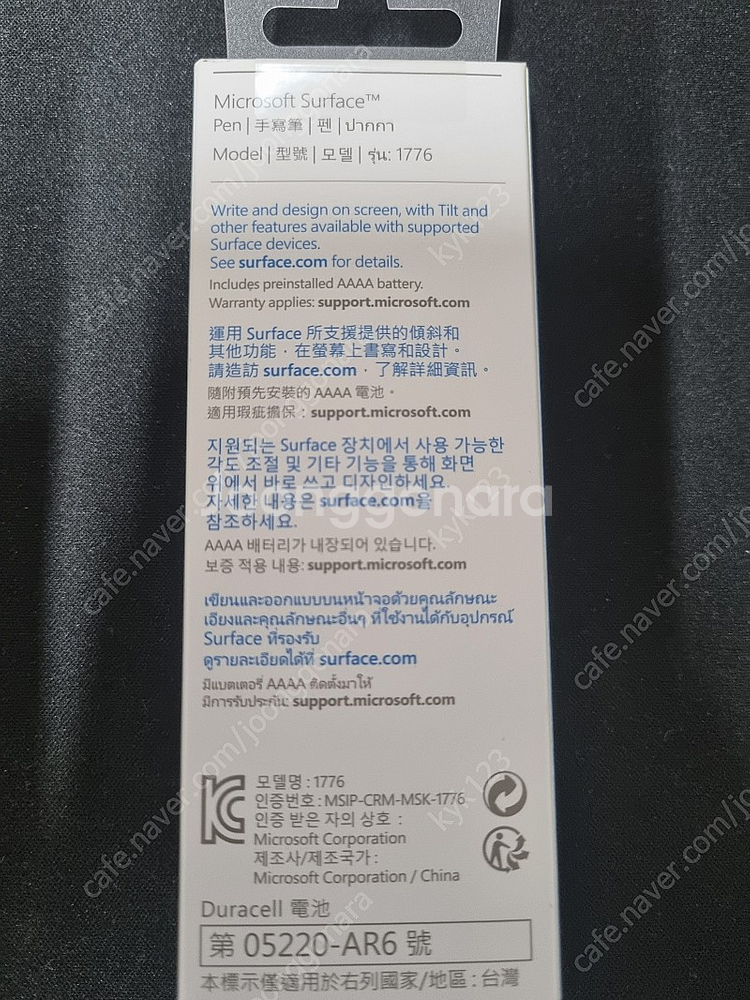 Microsoft Surface™
Pen | 手寫筆 | 펜 | ปากกา
Model | 型號 | 모델 | รุ่น: 1776
Write and design on screen, with Tilt and
other features available with supported
Surface devices.
See surface.com for details.
Includes preinstalled AAAA battery.
Warranty applies: support.microsoft.com
運用 Surface 所支援提供的傾斜和
其他功能，在螢幕上書寫和設計。
請造訪 surface.com，了解詳細資訊。
隨附預先安裝的 AAAA 電池。
適用瑕疵擔保：support.microsoft.com
지원되는 Surface 장치에서 사용 가능한
각도 조절 및 기타 기능을 통해 화면
위에서 바로 쓰고 디자인하세요.
자세한 내용은 surface.com을
참조하세요.
AAAA 배터리가 내장되어 있습니다.
보증 적용 내용: support.microsoft.com
เขียนและออกแบบบนหน้าจอด้วยคุณลักษณะ
เอียงและคุณลักษณะอื่นๆ ที่ใช้งานได้กับอุปกรณ์
Surface ที่รองรับ
ดูรายละเอียดได้ที่ surface.com
มีแบตเตอรี่ AAAA ติดตั้งมาให้
มีการรับประกัน: support.microsoft.com
모델명 : 1776
인증번호 : MSIP-CRM-MSK-1776
인증 받은 자의 상호 :
Microsoft Corporation
제조사/제조국가 :
Microsoft Corporation / China
Duracell 電池
第 05220-AR6 號
本標示僅適用於右列國家/地區 : 台灣
joonggonara
cafe.naver.com/joonggonara
kyk123